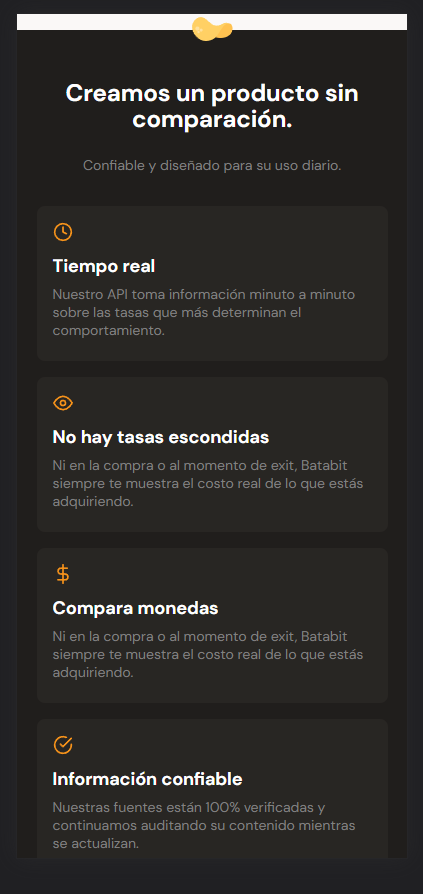 Creamos un producto sin
comparación.
Confiable y diseñado para su uso diario.
Tiempo real
Nuestro API toma información minuto a minuto
sobre las tasas que más determinan el
comportamiento.
No hay tasas escondidas
Ni en la compra o al momento de exit, Batabit
siempre te muestra el costo real de lo que estás
adquiriendo.
Compara monedas
Ni en la compra o al momento de exit, Batabit
siempre te muestra el costo real de lo que estás
adquiriendo.
Información confiable
Nuestras fuentes están 100% verificadas y
continuamos auditando su contenido mientras
se actualizan.